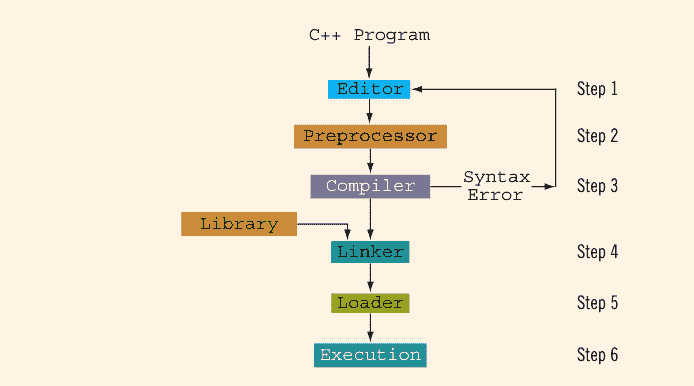 C++ Program
Editor
Step 1
Preprocessor
Step 2
Compiler
Syntax
Error
Step 3
Library
Linker
Step 4
Loader
Step 5
Execution
Step 6